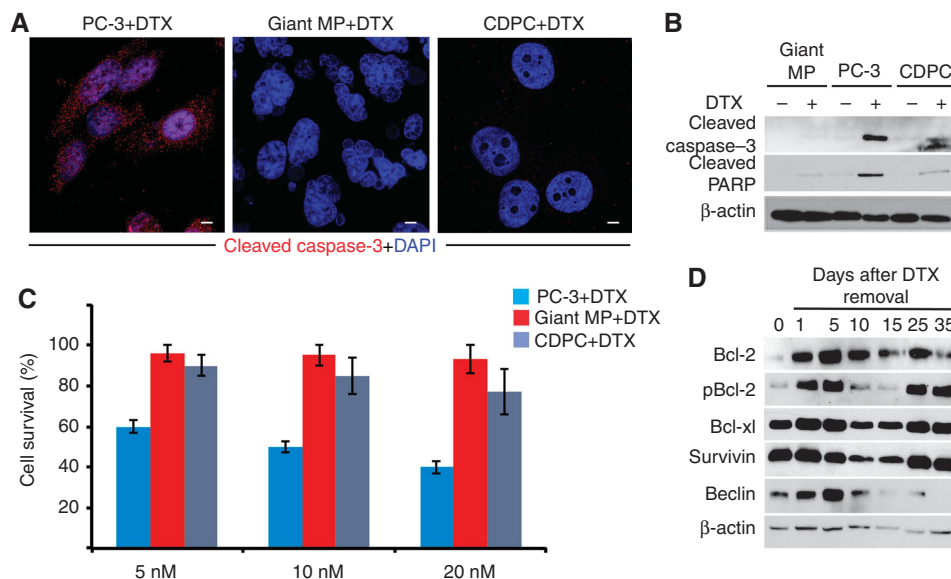 A
PC-3+DTX
Giant MP+DTX
CDPC+DTX
Cleaved caspase-3+DAPI
B
Giant MP
PC-3
CDPC
DTX
– + – + – +
Cleaved
caspase–3
Cleaved
PARP
β-actin
C
PC-3+DTX
Giant MP+DTX
CDPC+DTX
Cell survival (%)
100
80
60
40
20
5 nM
10 nM
20 nM
D
Days after DTX
removal
0 1 5 10 15 25 35
Bcl-2
pBcl-2
Bcl-xl
Survivin
Beclin
β-actin